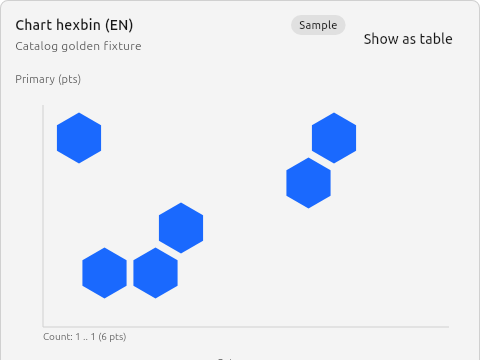 Chart hexbin (EN)
Sample
Show as table
Catalog golden fixture
Primary (pts)
Count: 1 .. 1 (6 pts)